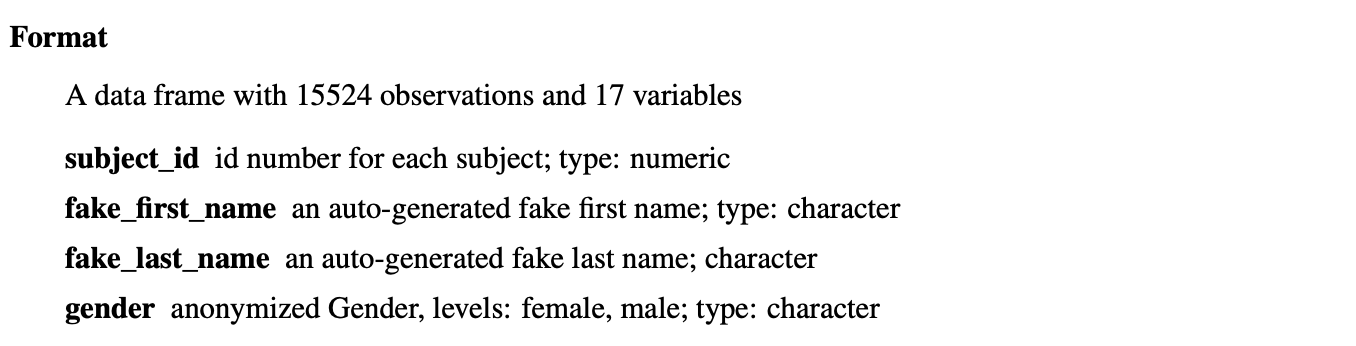 Format
A data frame with 15524 observations and 17 variables
subject_id id number for each subject; type: numeric
fake_first_name an auto-generated fake first name; type: character
fake_last_name an auto-generated fake last name; character
gender anonymized Gender, levels: female, male; type: character